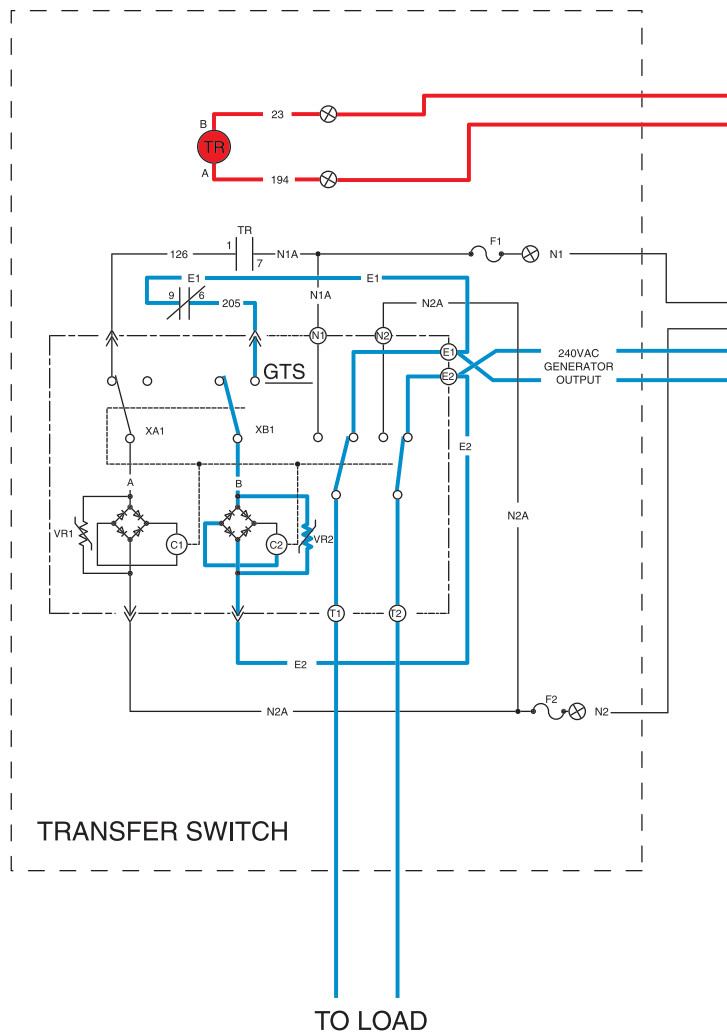 B
23
TR
A
194
TR
126
1
7
N1A
F1
N1
E1
E1
9
6
205
N1A
N2A
N1
N2
E1
E2
240VAC
GENERATOR
OUTPUT
GTS
XA1
XB1
E2
A
B
N2A
VR1
C1
C2
VR2
T1
T2
E2
N2A
F2
N2
TRANSFER SWITCH
TO LOAD